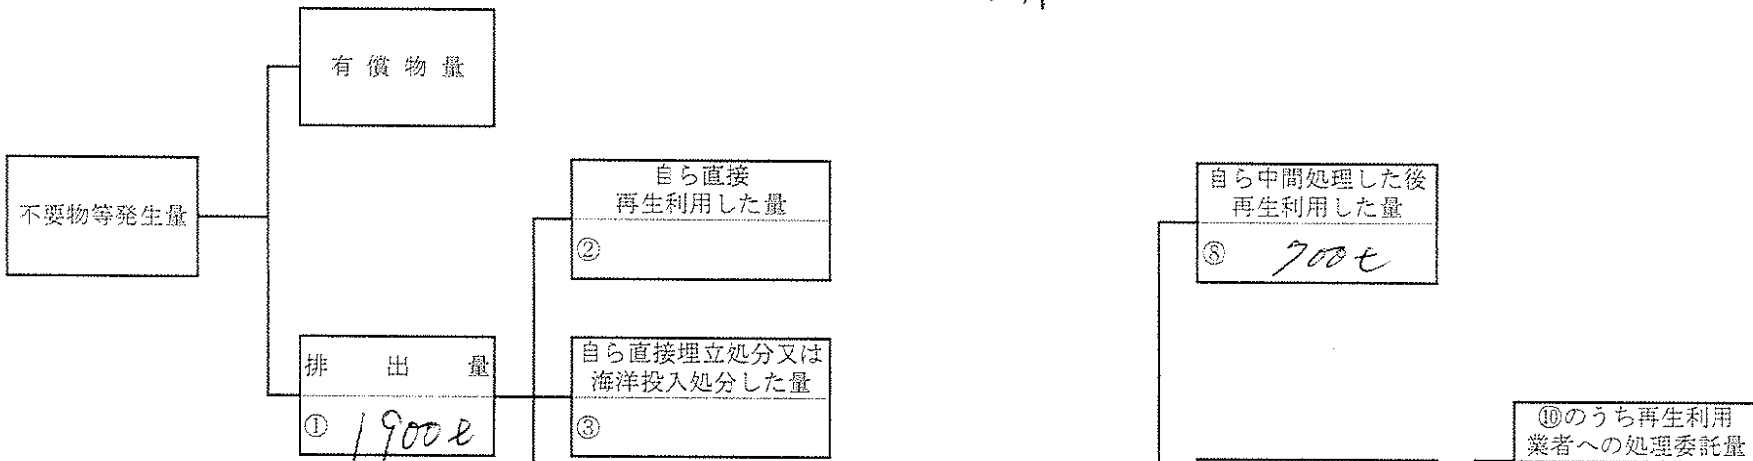 有償物量
不要物等発生量
自ら直接
再生利用した量
②
自ら中間処理した後
再生利用した量
⑧ 700t
排出量
① 1900t
自ら直接埋立処分又は
海洋投入処分した量
③
⑩のうち再生利用
業者への処理委託量